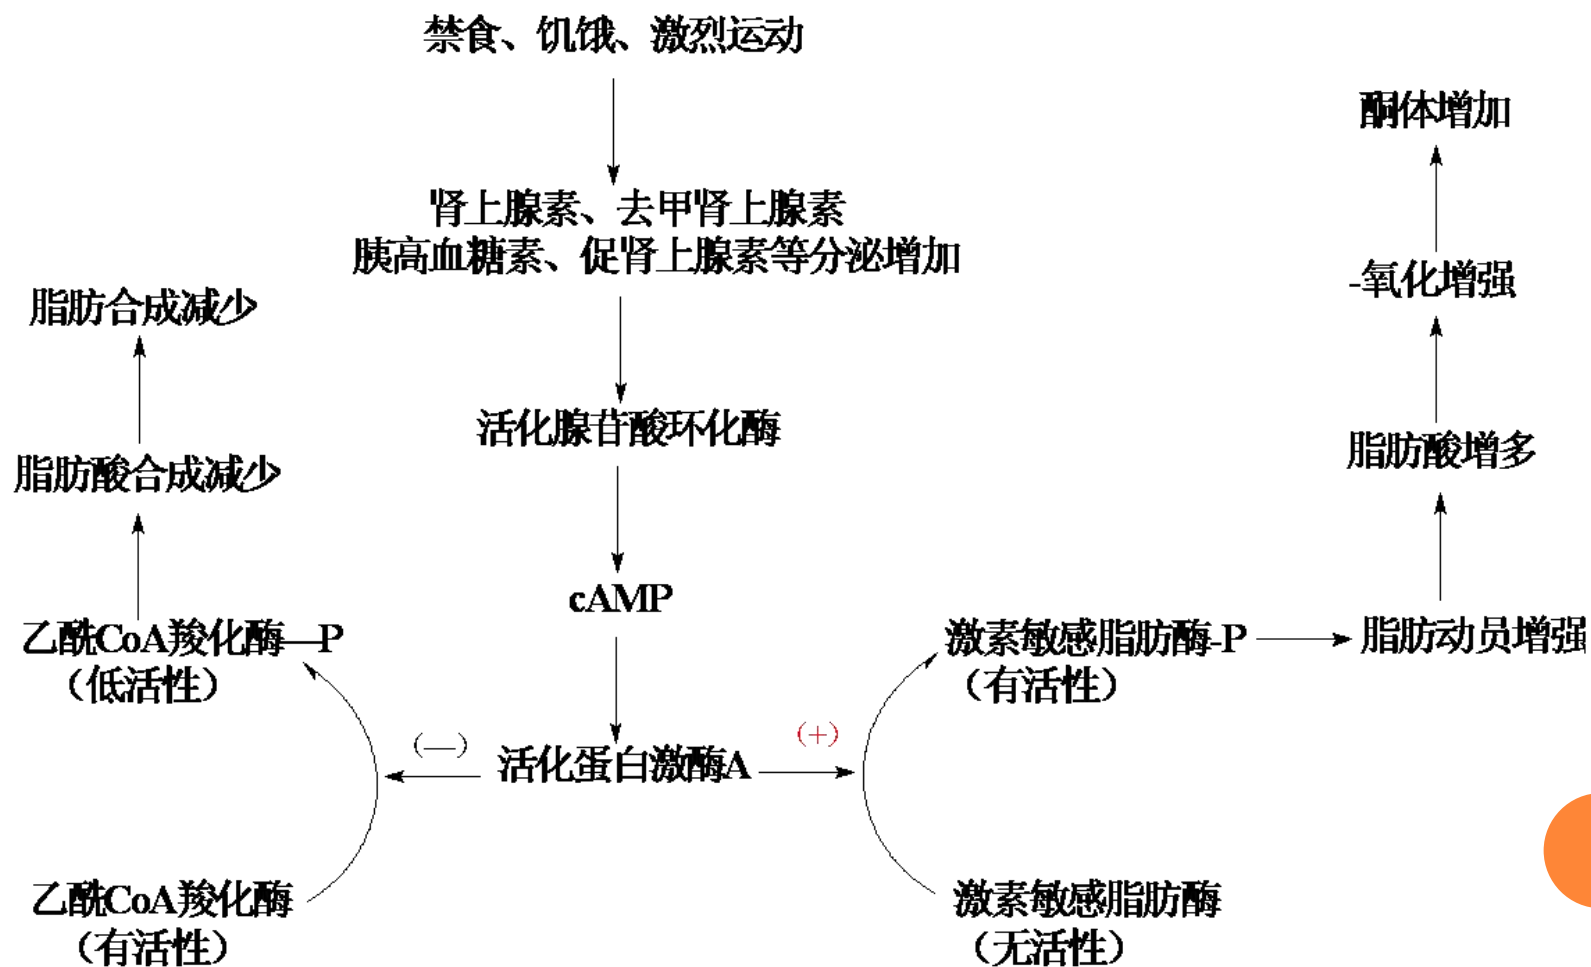 禁食、饥饿、激烈运动
肾上腺素、去甲肾上腺素
胰高血糖素、促肾上腺素等分泌增加
活化腺苷酸环化酶
cAMP
活化蛋白激酶A
(—)
(+)
脂肪合成减少
脂肪酸合成减少
乙酰CoA羧化酶—P
（低活性）
乙酰CoA羧化酶
（有活性）
激素敏感脂肪酶-P
（有活性）
激素敏感脂肪酶
（无活性）
酮体增加
-氧化增强
脂肪酸增多
脂肪动员增强